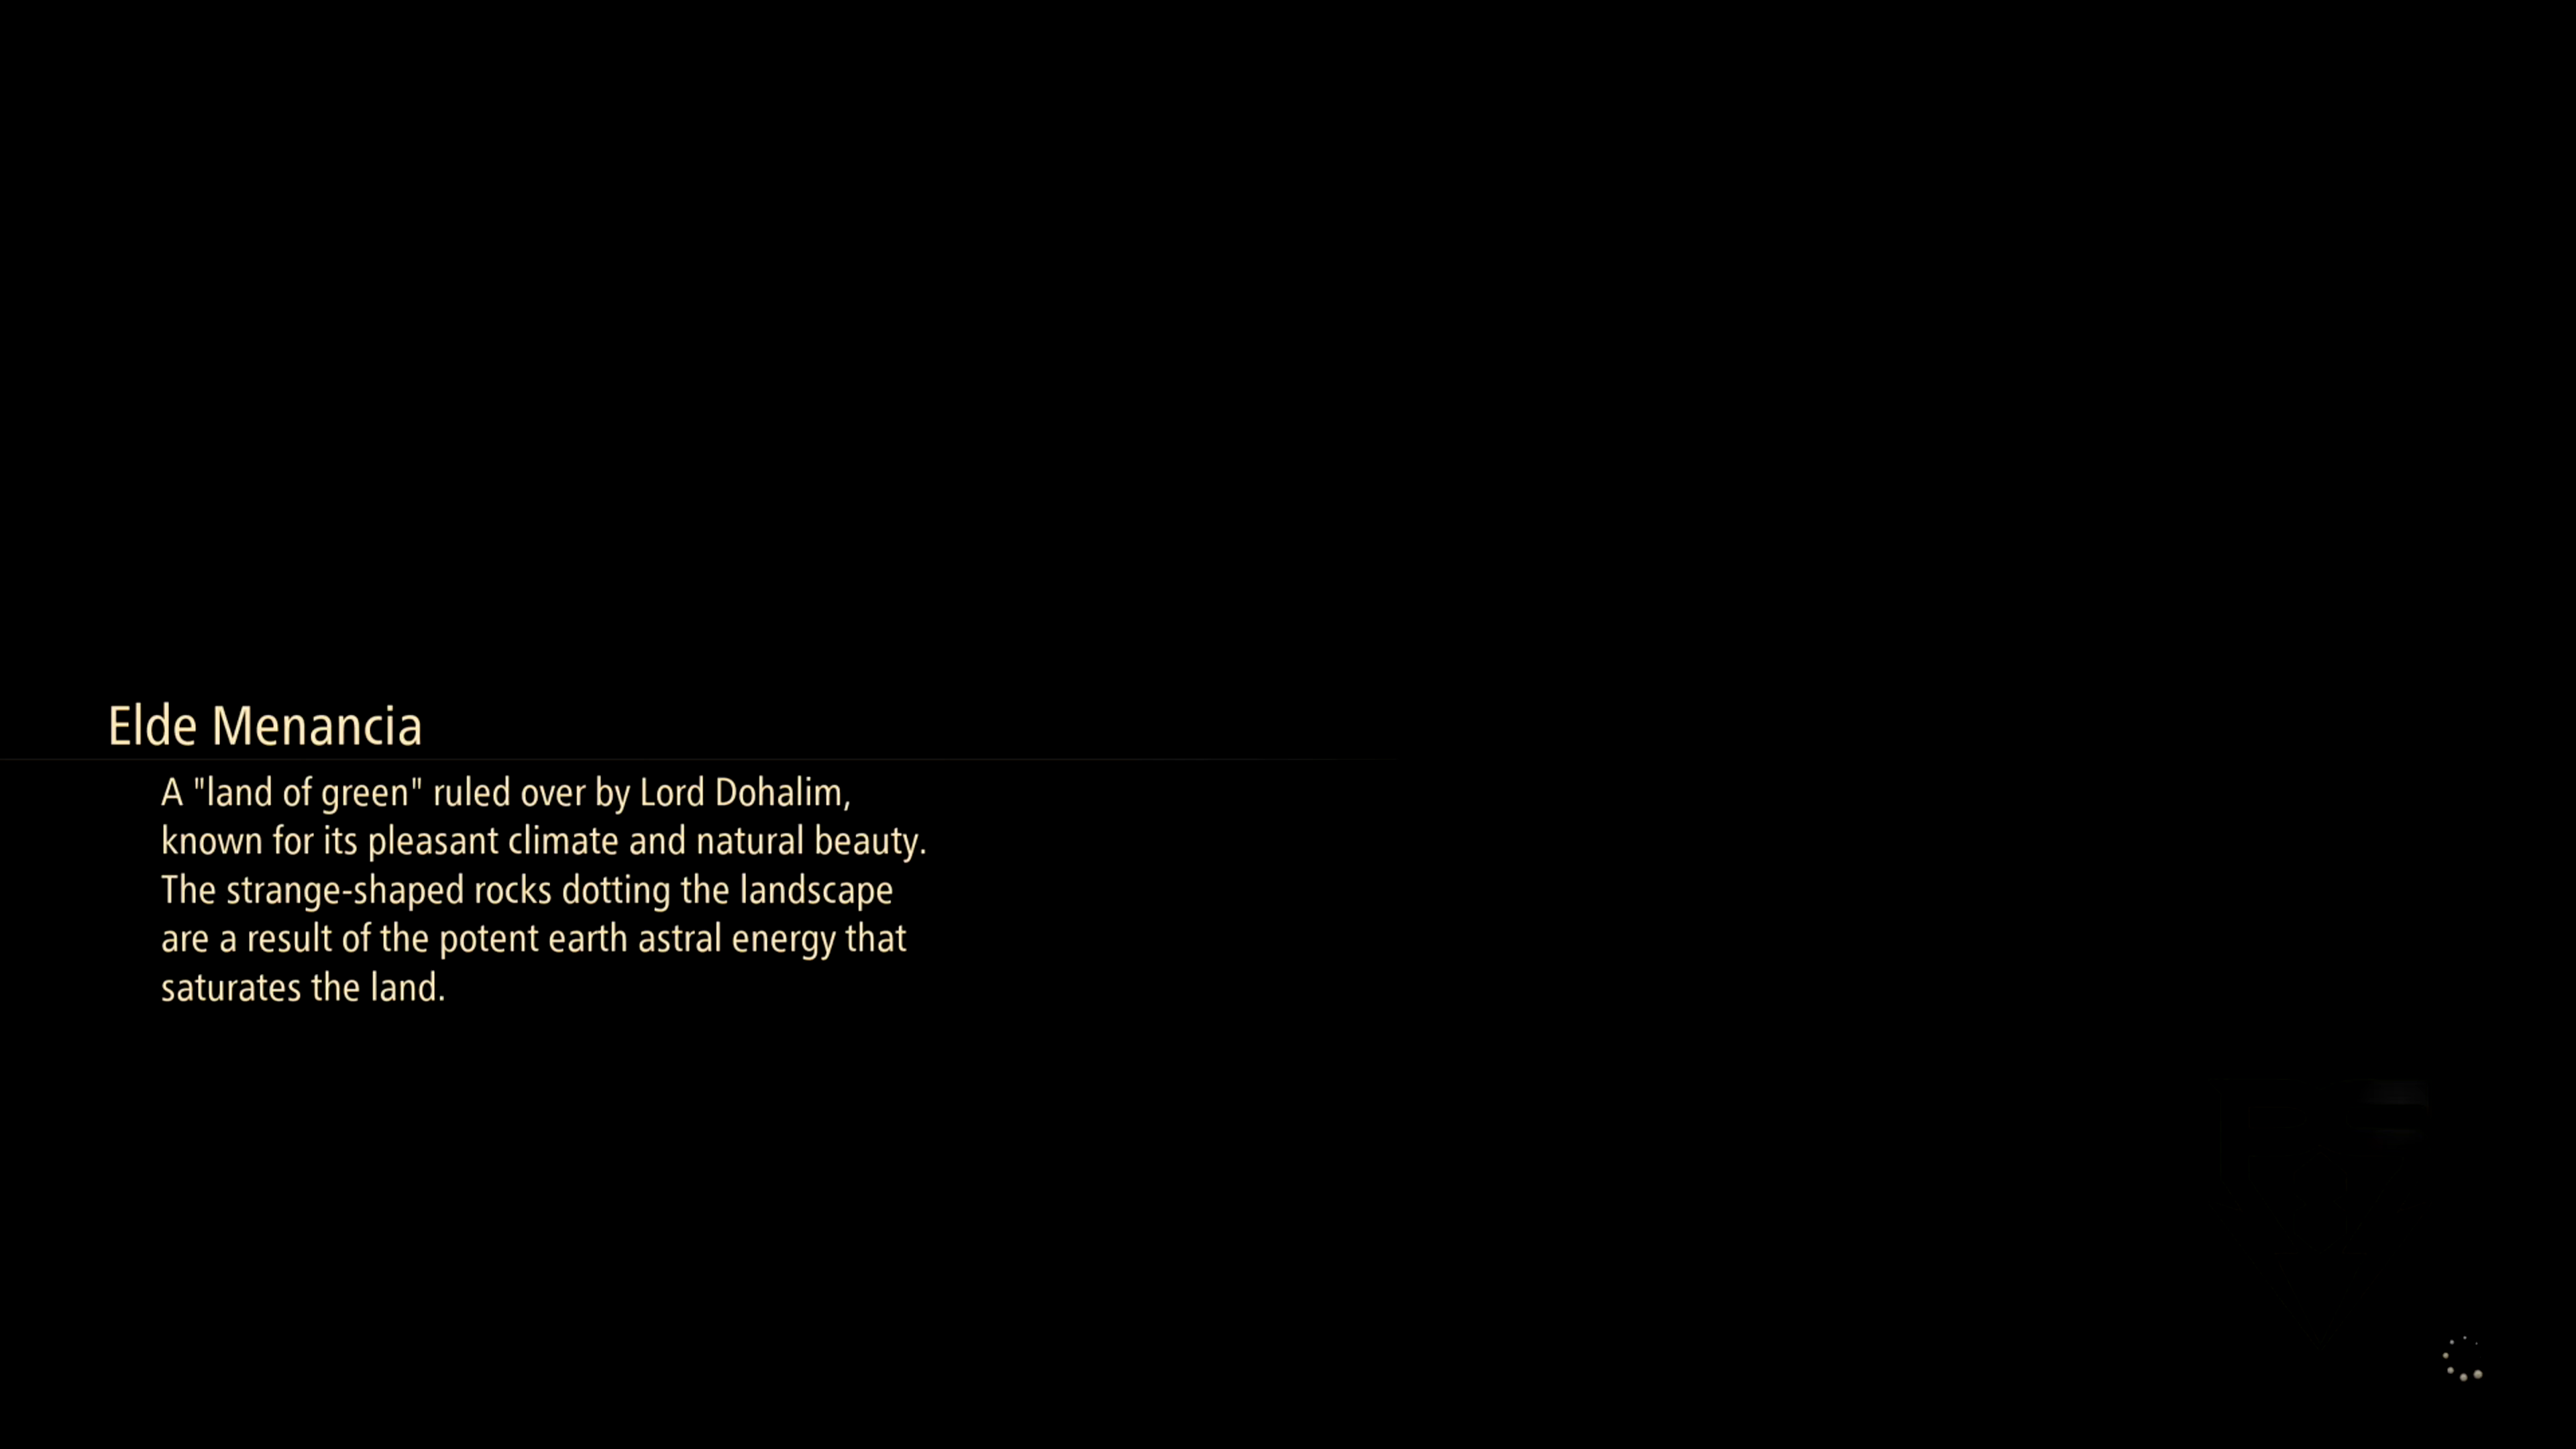 Elde Menancia
A "land of green" ruled over by Lord Dohalim,
known for its pleasant climate and natural beauty.
The strange-shaped rocks dotting the landscape
are a result of the potent earth astral energy that
saturates the land.